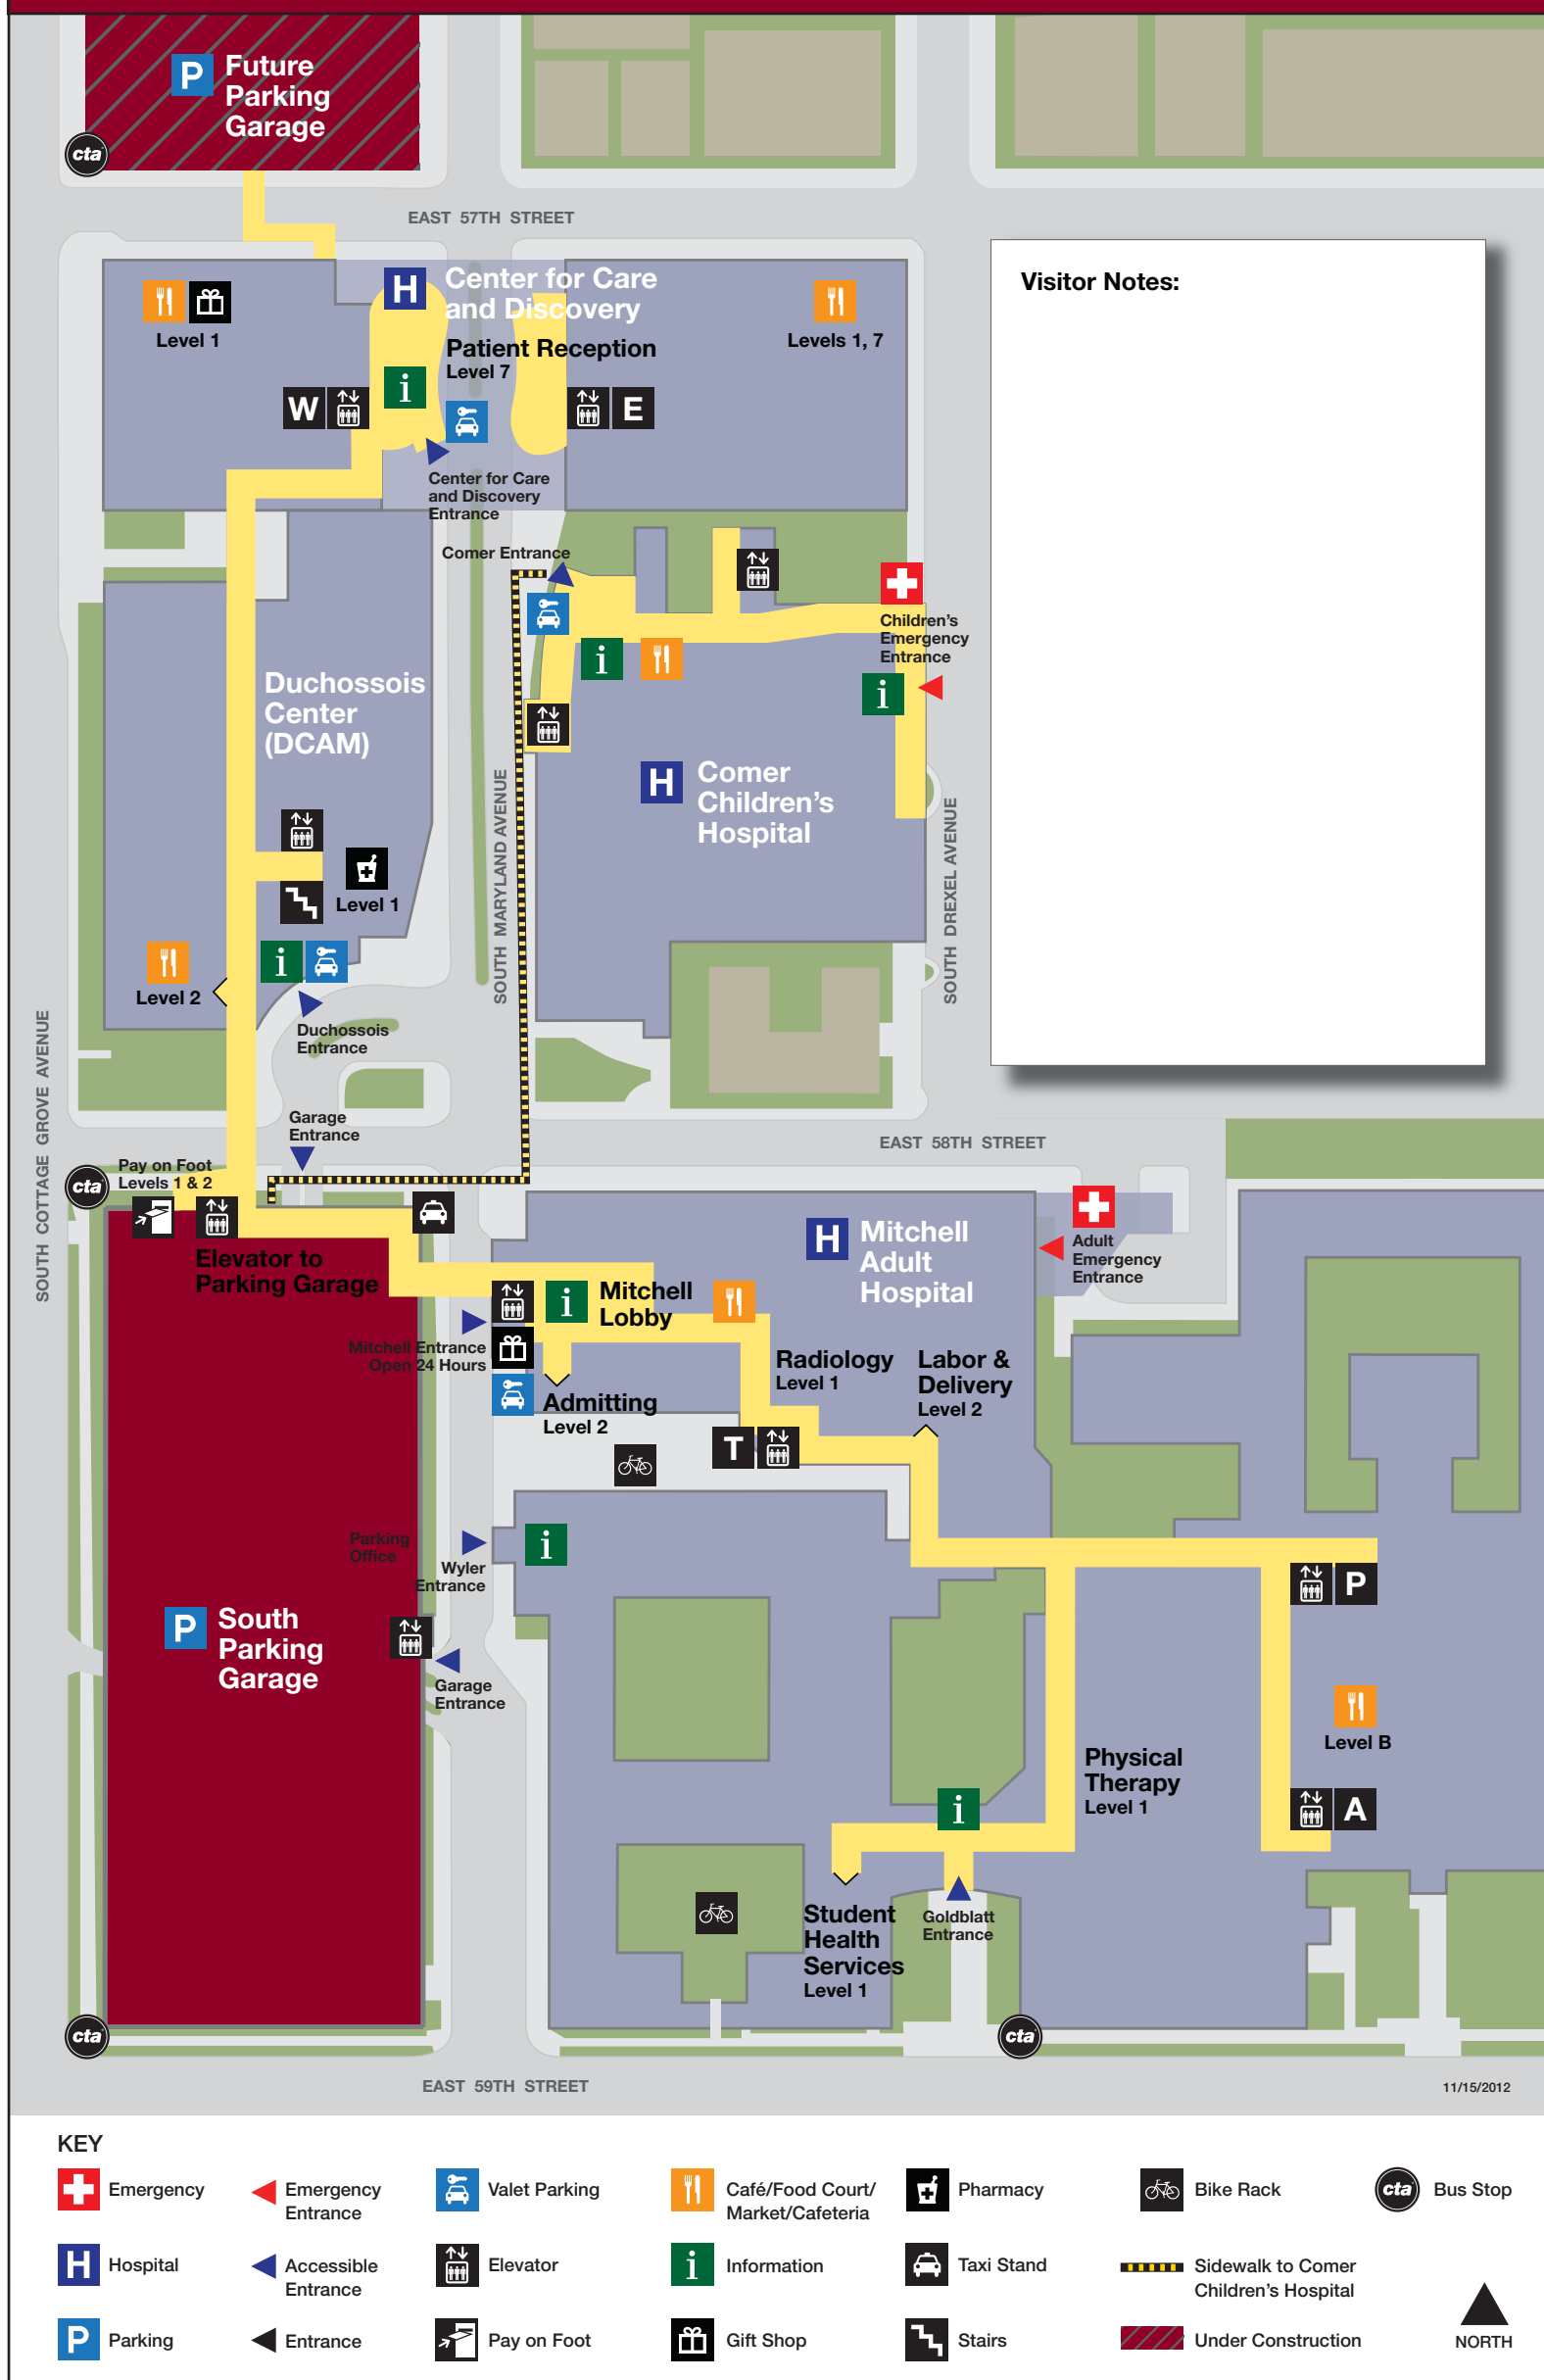 P
Future
Parking
Garage
cta
EAST 57TH STREET
H
Center for Care
and Discovery
Level 1
Levels 1, 7
Patient Reception
Level 7
i
W
E
Center for Care
and Discovery
Entrance
Visitor Notes:
Comer Entrance
Children's
Emergency
Entrance
i
i
Duchossois
Center
(DCAM)
H
Comer
Children's
Hospital
SOUTH MARYLAND AVENUE
SOUTH DREXEL AVENUE
Level 1
i
Level 2
Duchossois
Entrance
SOUTH COTTAGE GROVE AVENUE
Garage
Entrance
EAST 58TH STREET
cta
Pay on Foot
Levels 1 & 2
Elevator to
Parking Garage
H
Mitchell
Adult
Hospital
Adult
Emergency
Entrance
i
Mitchell
Lobby
Mitchell Entrance
Open 24 Hours
Radiology
Level 1
Labor &
Delivery
Level 2
Admitting
Level 2
T
Parking
Office
i
Wyler
Entrance
P
P
South
Parking
Garage
Garage
Entrance
Level B
Physical
Therapy
Level 1
i
A
Student
Health
Services
Level 1
Goldblatt
Entrance
cta
cta
EAST 59TH STREET
11/15/2012
KEY
Emergency
Emergency
Entrance
Valet Parking
Café/Food Court/
Market/Cafeteria
Pharmacy
Bike Rack
cta
Bus Stop
H
Hospital
Accessible
Entrance
Elevator
i
Information
Taxi Stand
Sidewalk to Comer
Children's Hospital
P
Parking
Entrance
Pay on Foot
Gift Shop
Stairs
Under Construction
NORTH